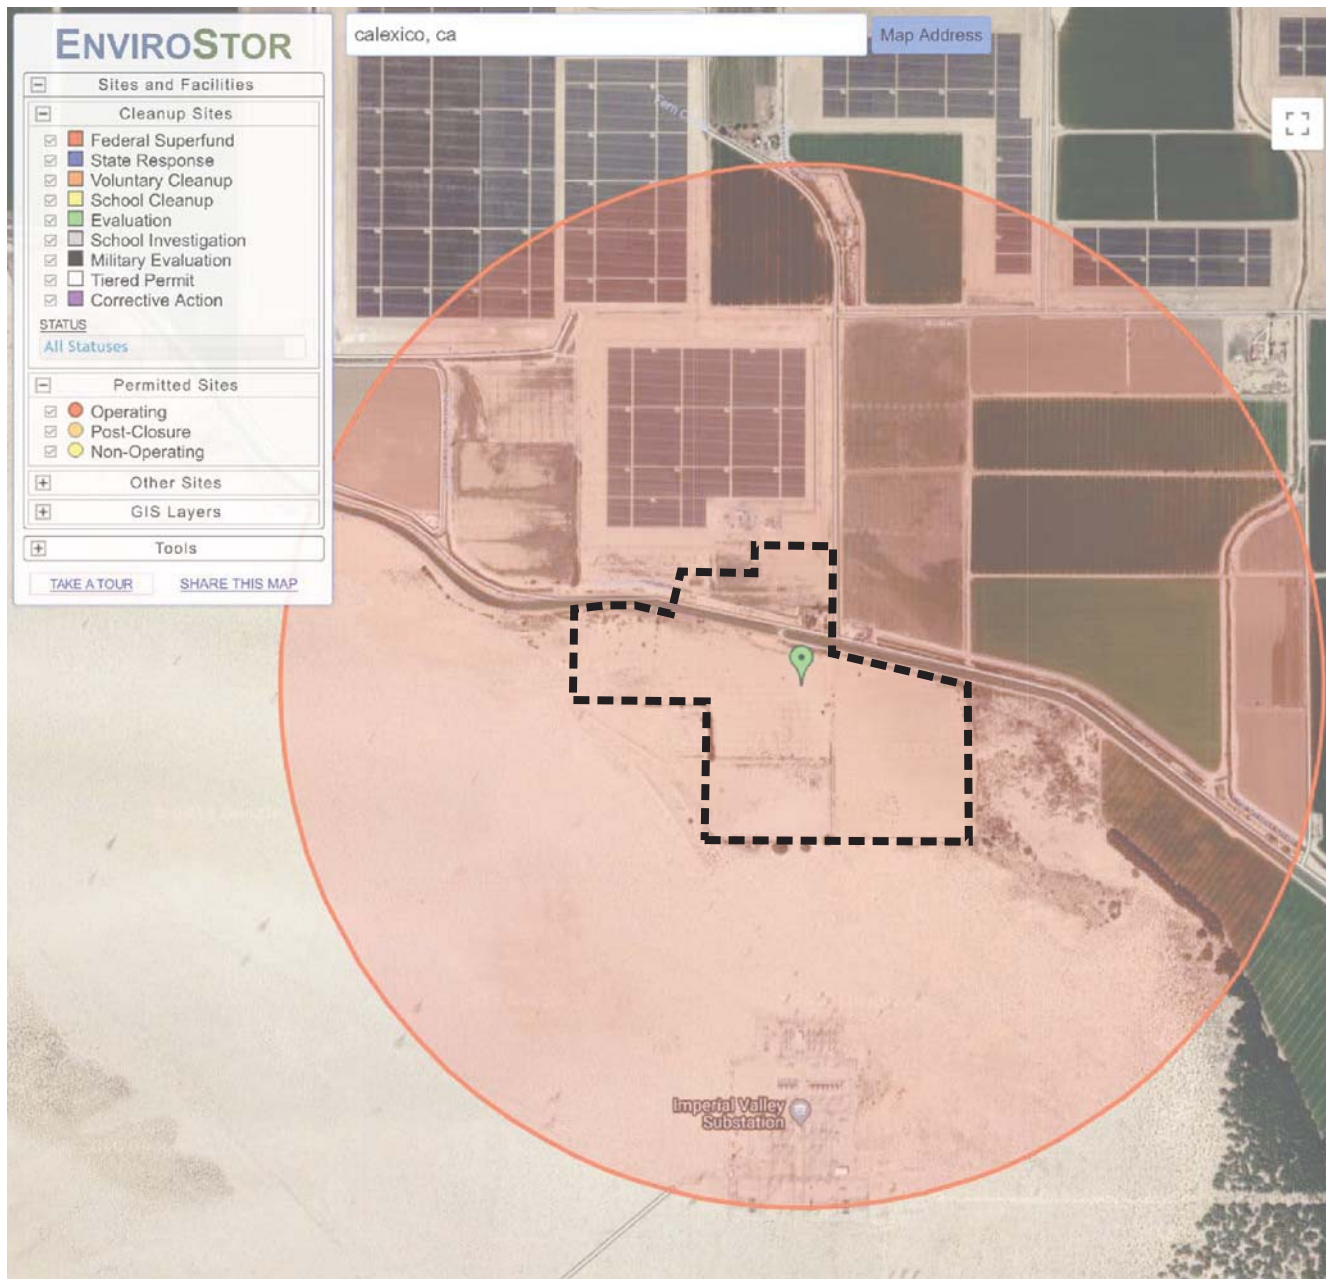 ENVIROSTOR
calexico, ca
Map Address
Sites and Facilities
Cleanup Sites
Federal Superfund
State Response
Voluntary Cleanup
School Cleanup
Evaluation
School Investigation
Military Evaluation
Tiered Permit
Corrective Action
STATUS
All Statuses
Permitted Sites
Operating
Post-Closure
Non-Operating
Other Sites
GIS Layers
Tools
TAKE A TOUR
SHARE THIS MAP
Imperial Valley
Substation